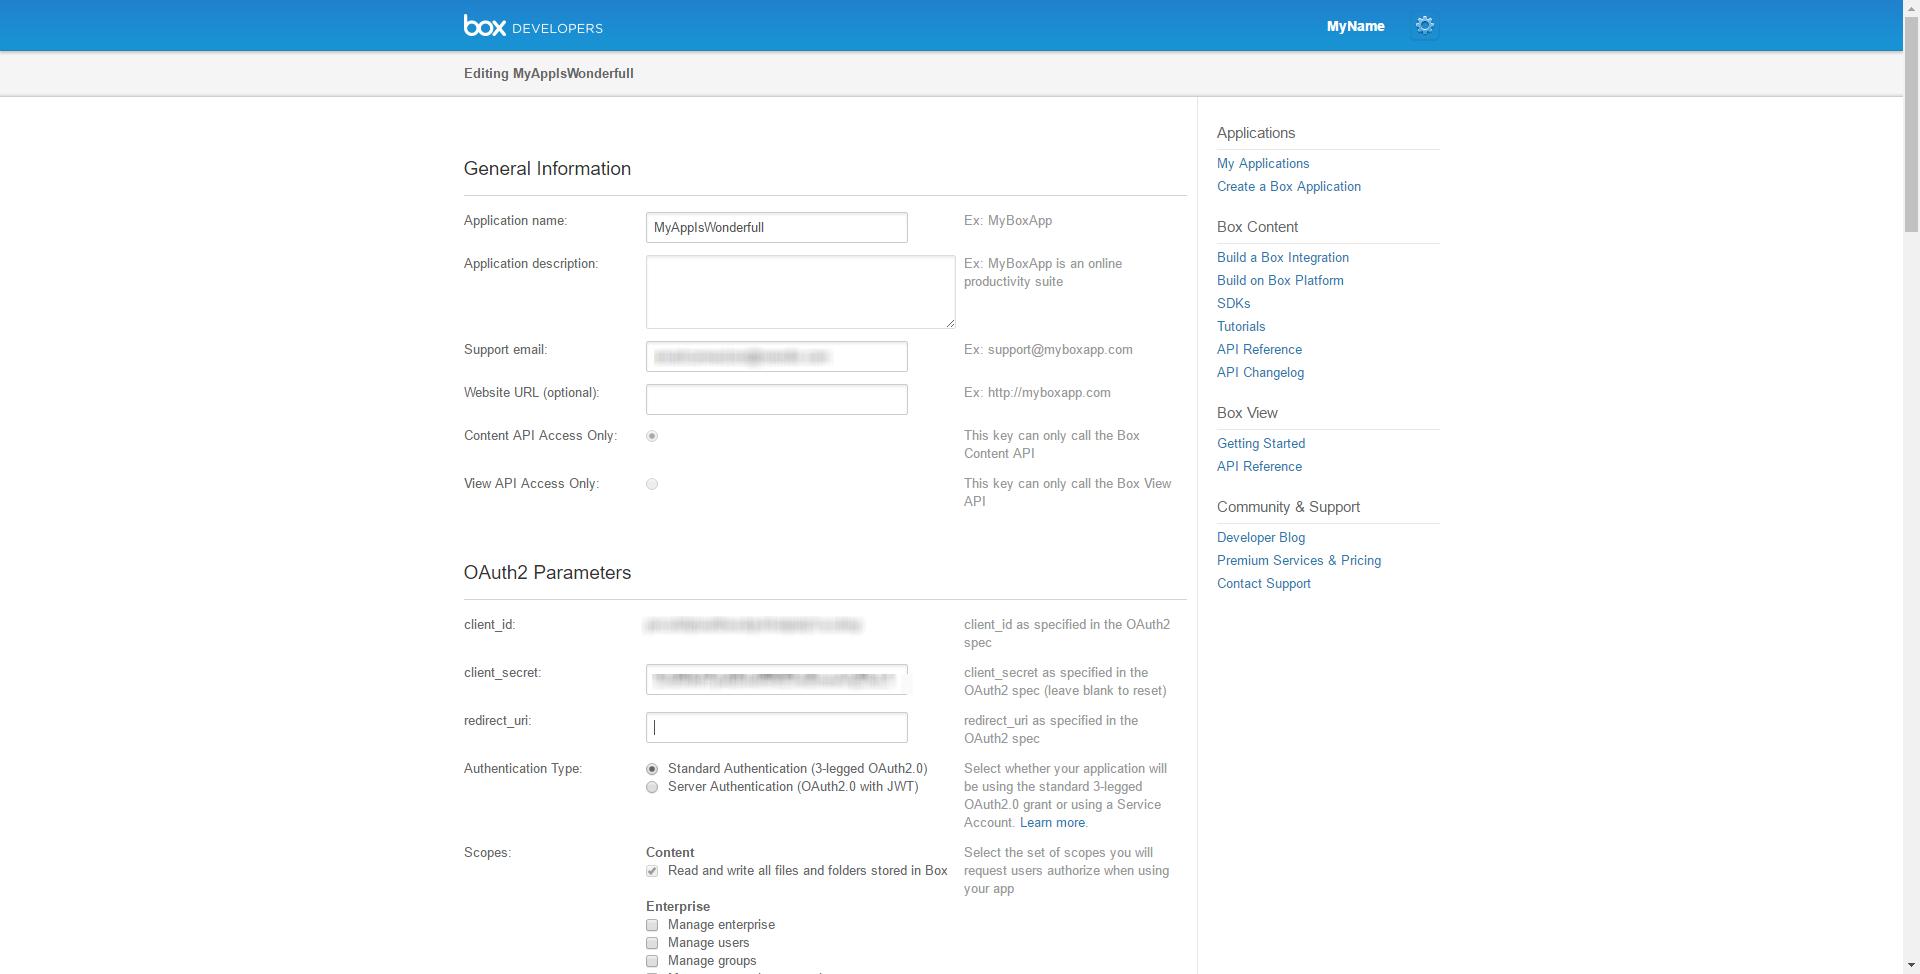 box DEVELOPERS
MyName
Editing MyAppIsWonderfull
General Information
Application name:
MyAppIsWonderfull
Ex: MyBoxApp
Application description:
Ex: MyBoxApp is an online
productivity suite
Support email:
Ex: support@myboxapp.com
Website URL (optional):
Ex: http://myboxapp.com
Content API Access Only:
This key can only call the Box
Content API
View API Access Only:
This key can only call the Box View
API
OAuth2 Parameters
client_id:
client_id as specified in the OAuth2
spec
client_secret:
client_secret as specified in the
OAuth2 spec (leave blank to reset)
redirect_uri:
redirect_uri as specified in the
OAuth2 spec
Authentication Type:
Standard Authentication (3-legged OAuth2.0)
Server Authentication (OAuth2.0 with JWT)
Select whether your application will
be using the standard 3-legged
OAuth2.0 grant or using a Service
Account. Learn more.
Scopes:
Content
Read and write all files and folders stored in Box
Select the set of scopes you will
request users authorize when using
your app
Enterprise
Manage enterprise
Manage users
Manage groups
Applications
My Applications
Create a Box Application
Box Content
Build a Box Integration
Build on Box Platform
SDKs
Tutorials
API Reference
API Changelog
Box View
Getting Started
API Reference
Community & Support
Developer Blog
Premium Services & Pricing
Contact Support